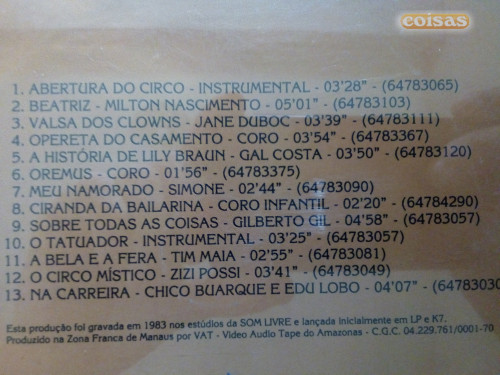 coisas
1. ABERTURA DO CIRCO - INSTRUMENTAL - 03'28" - (64783065)
2. BEATRIZ - MILTON NASCIMENTO - 05'01" - (64783103)
3. VALSA DOS CLOWNS - JANE DUBOC - 03'39" - (64783111)
4. OPERETA DO CASAMENTO - CORO - 03'54" - (64783367)
5. A HISTÓRIA DE LILY BRAUN - GAL COSTA - 03'50" - (64783120)
6. OREMUS - CORO - 01'56" - (64783375)
7. MEU NAMORADO - SIMONE - 02'44" - (64783090)
8. CIRANDA DA BAILARINA - CORO INFANTIL - 02'20" - (64784290)
9. SOBRE TODAS AS COISAS - GILBERTO GIL - 04'58" - (64783057)
10. O TATUADOR - INSTRUMENTAL - 03'25" - (64783057)
11. A BELA E A FERA - TIM MAIA - 02'55" - (64783081)
12. O CIRCO MÍSTICO - ZIZI POSSI - 03'41" - (64783049)
13. NA CARREIRA - CHICO BUARQUE E EDU LOBO - 04'07" - (6478303
Esta produção foi gravada em 1983 nos estúdios da SOM LIVRE e lançada inicialmente em LP e K7.
Produzido na Zona Franca de Manaus por VAT - Video Audio Tape do Amazonas - C.G.C. 04.229.761/0001-70